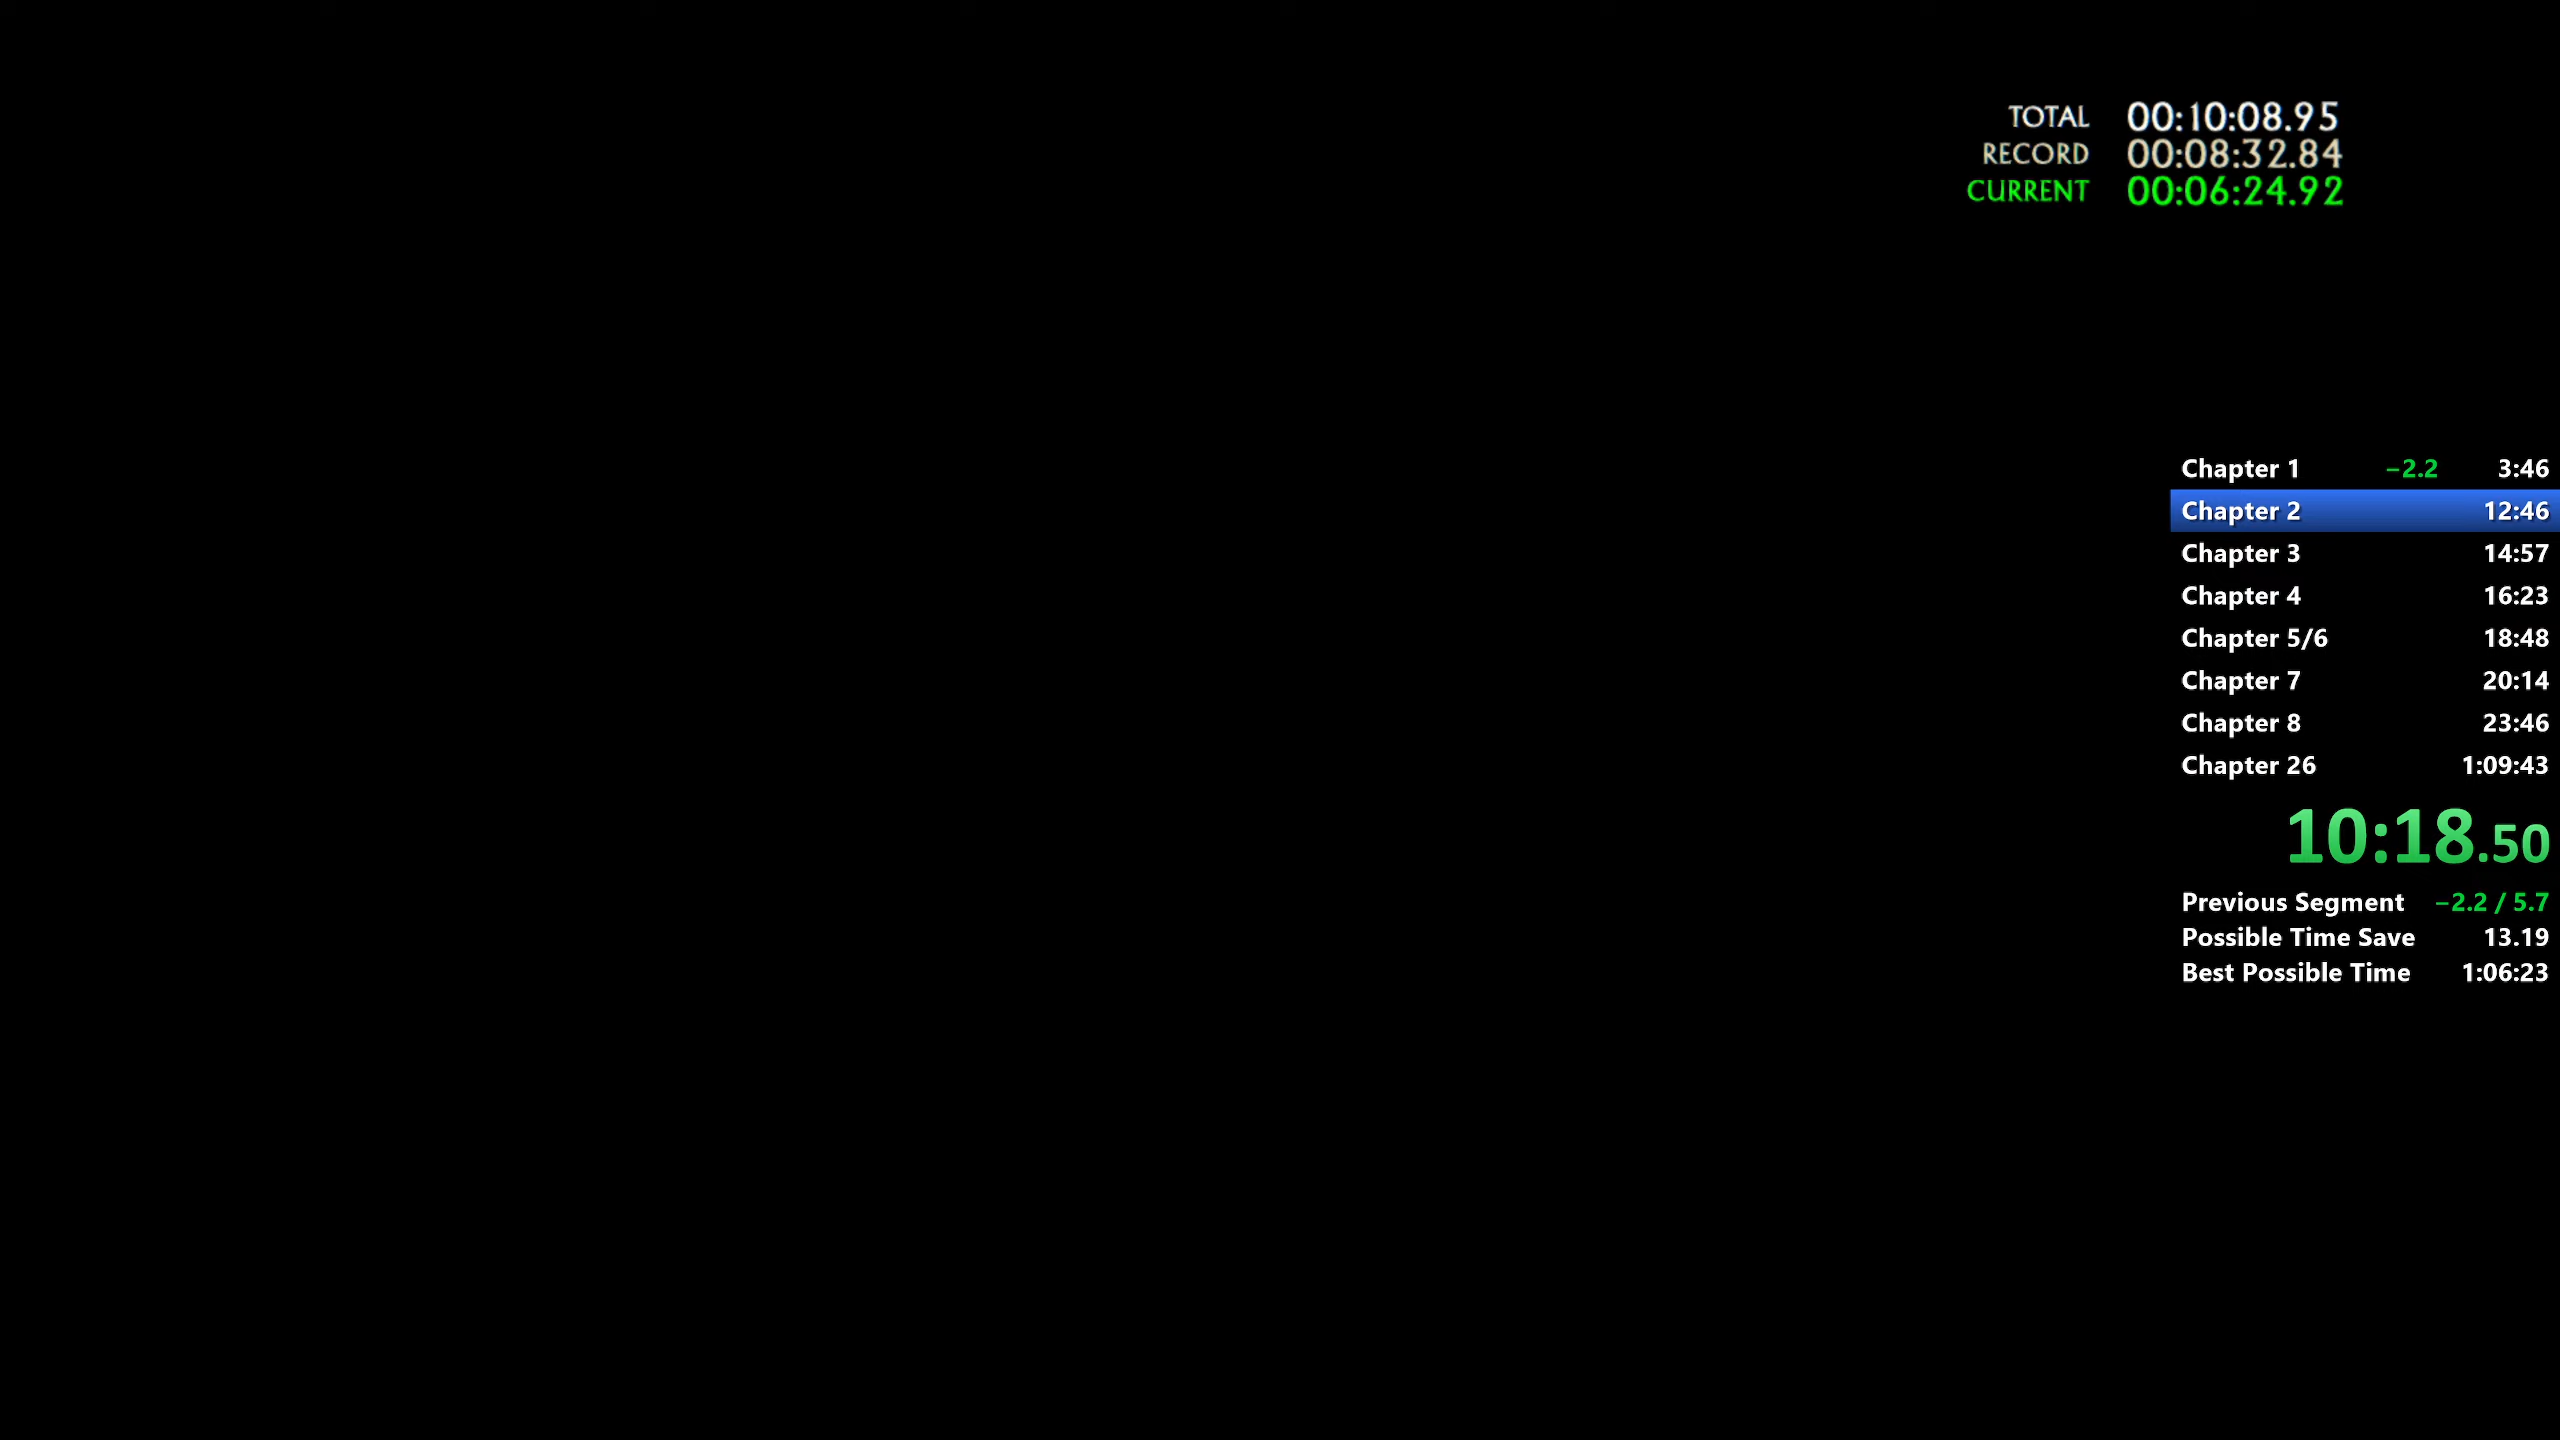 TOTAL 00:10:08.95
RECORD 00:08:32.84
CURRENT 00:06:24.92
Chapter 1 −2.2 3:46
Chapter 2 12:46
Chapter 3 14:57
Chapter 4 16:23
Chapter 5/6 18:48
Chapter 7 20:14
Chapter 8 23:46
Chapter 26 1:09:43
10:18.50
Previous Segment −2.2 / 5.7
Possible Time Save 13.19
Best Possible Time 1:06:23